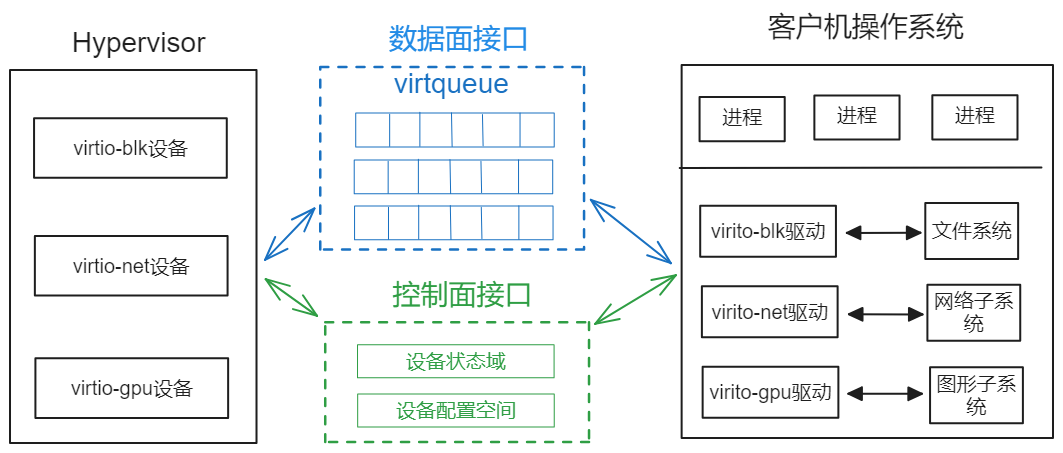 Hypervisor
virtio-blk设备
virtio-net设备
virtio-gpu设备
数据面接口
virtqueue
控制面接口
设备状态域
设备配置空间
客户机操作系统
进程
进程
进程
virito-blk驱动
文件系统
virito-net驱动
网络子系
统
virito-gpu驱动
图形子系
统